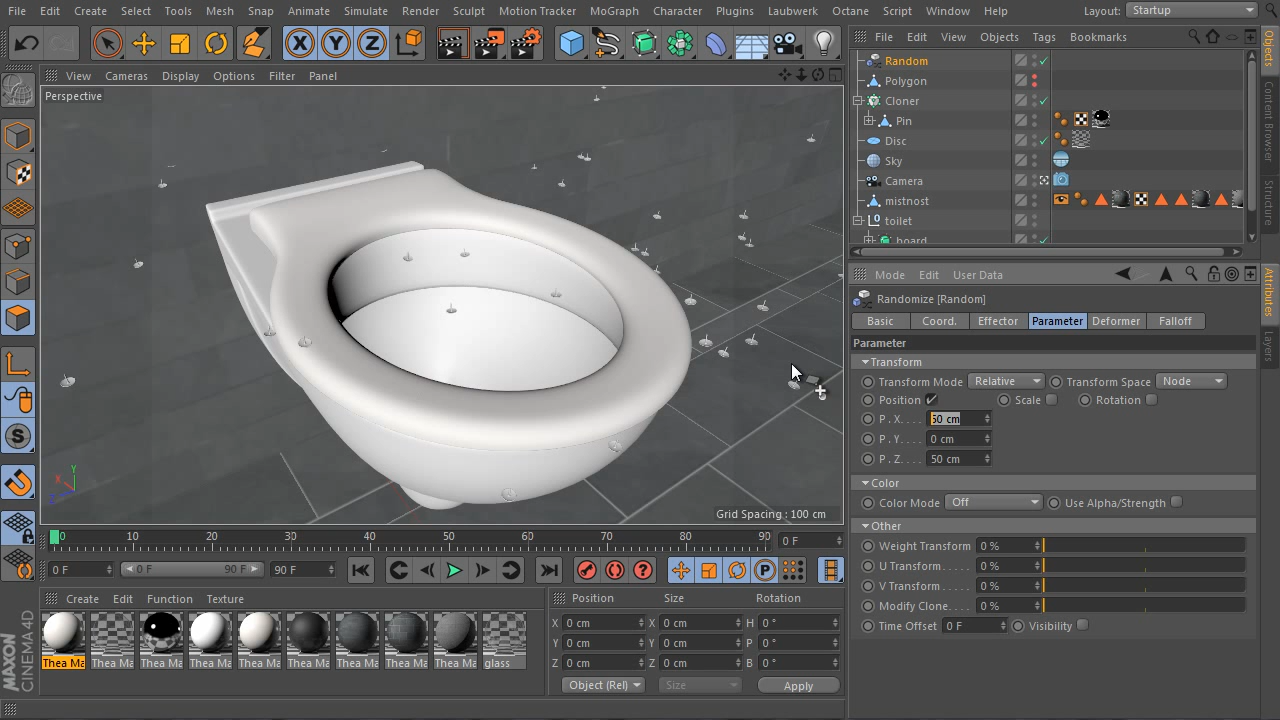 File Edit Create Select Tools Mesh Snap Animate Simulate Render Sculpt Motion Tracker MoGraph Character Plugins Laubwerk Octane Script Window Help Layout: Startup
File Edit View Objects Tags Bookmarks
View Cameras Display Options Filter Panel
Perspective
Random
Polygon
Cloner
Pin
Disc
Sky
Camera
mistnost
toilet
board
Objects
Content Browser
Structure
Attributes
Layers
Mode Edit User Data
Randomize [Random]
Basic Coord. Effector Parameter Deformer Falloff
Parameter
Transform
Transform Mode Relative Transform Space Node
Position Scale Rotation
P . X. . . . 50 cm
P . Y. . . . 0 cm
P . Z. . . . 50 cm
Color
Color Mode Off Use Alpha/Strength
Other
Weight Transform 0 %
U Transform . . . . . 0 %
V Transform . . . . . 0 %
Modify Clone. . . . . 0 %
Time Offset 0 F Visibility
X Y Z
Y
X
Z
Grid Spacing : 100 cm
0 10 20 30 40 50 60 70 80 90 0 F
0 F 0 F 90 F 90 F
Create Edit Function Texture
Thea Ma Thea Ma Thea Ma Thea Ma Thea Ma Thea Ma Thea Ma Thea Ma Thea Ma glass
Position Size Rotation
X 0 cm X 0 cm H 0 °
Y 0 cm Y 0 cm P 0 °
Z 0 cm Z 0 cm B 0 °
Object (Rel) Size Apply
MAXON
CINEMA 4D